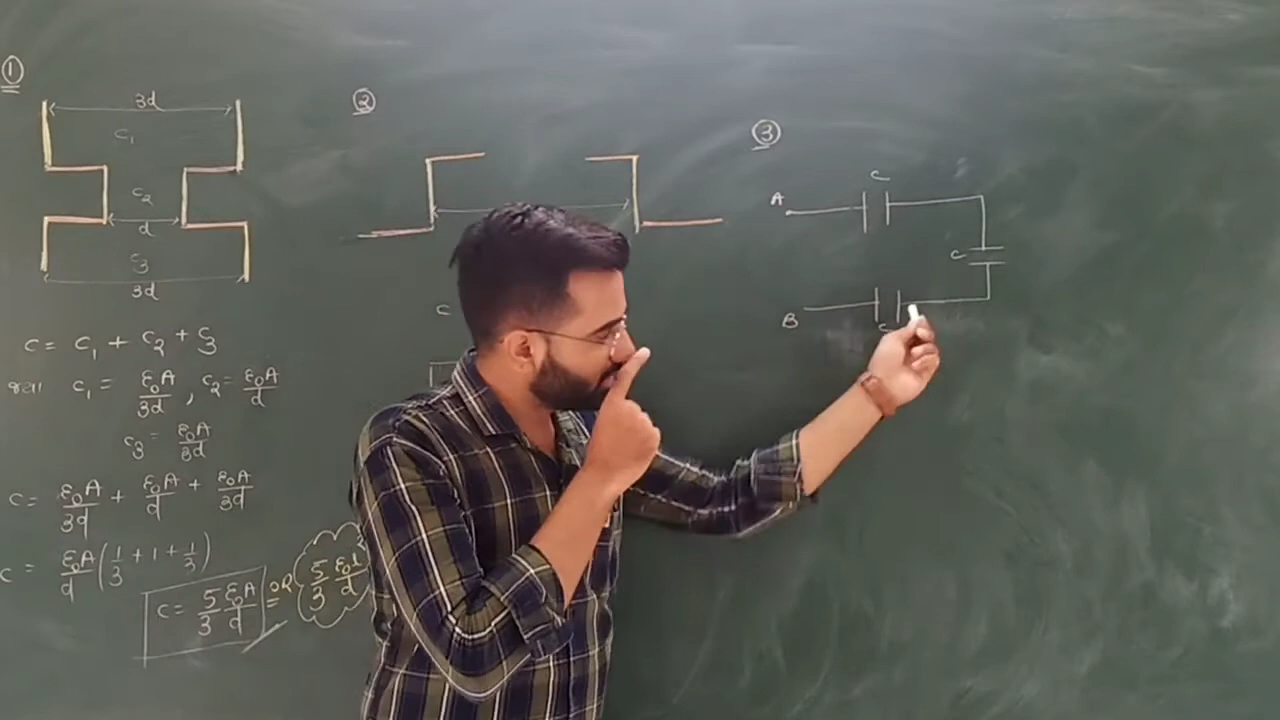 ①
3d
C₁
C₂
d
C₃
3d
C = C₁ + C₂ + C₃
જ્યાં C₁ = ε₀A/3d , C₂ = ε₀A/d
C₃ = ε₀A/3d
C = ε₀A/3d + ε₀A/d + ε₀A/3d
C = ε₀A/d (1/3 + 1 + 1/3)
C = 5/3 ε₀A/d OR 5/3
②
C
③
C
A
C
B
C